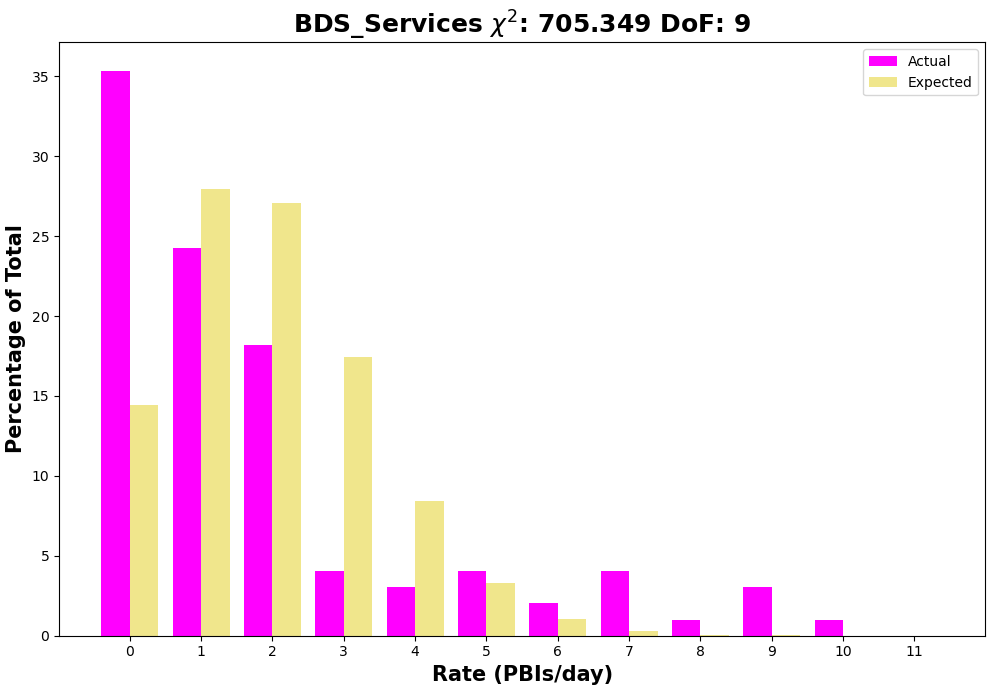 BDS_Services χ²: 705.349 DoF: 9
Actual
Expected
Percentage of Total
35
30
25
20
15
10
5
0
0 1 2 3 4 5 6 7 8 9 10 11
Rate (PBIs/day)